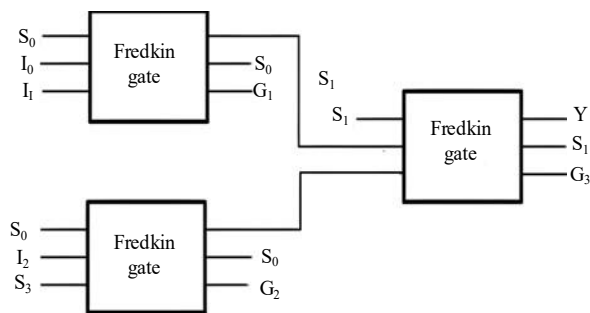 S₀
I₀
I₁
Fredkin
gate
S₀
G₁
S₁
S₁
Fredkin
gate
Y
S₁
G₃
S₀
I₂
S₃
Fredkin
gate
S₀
G₂